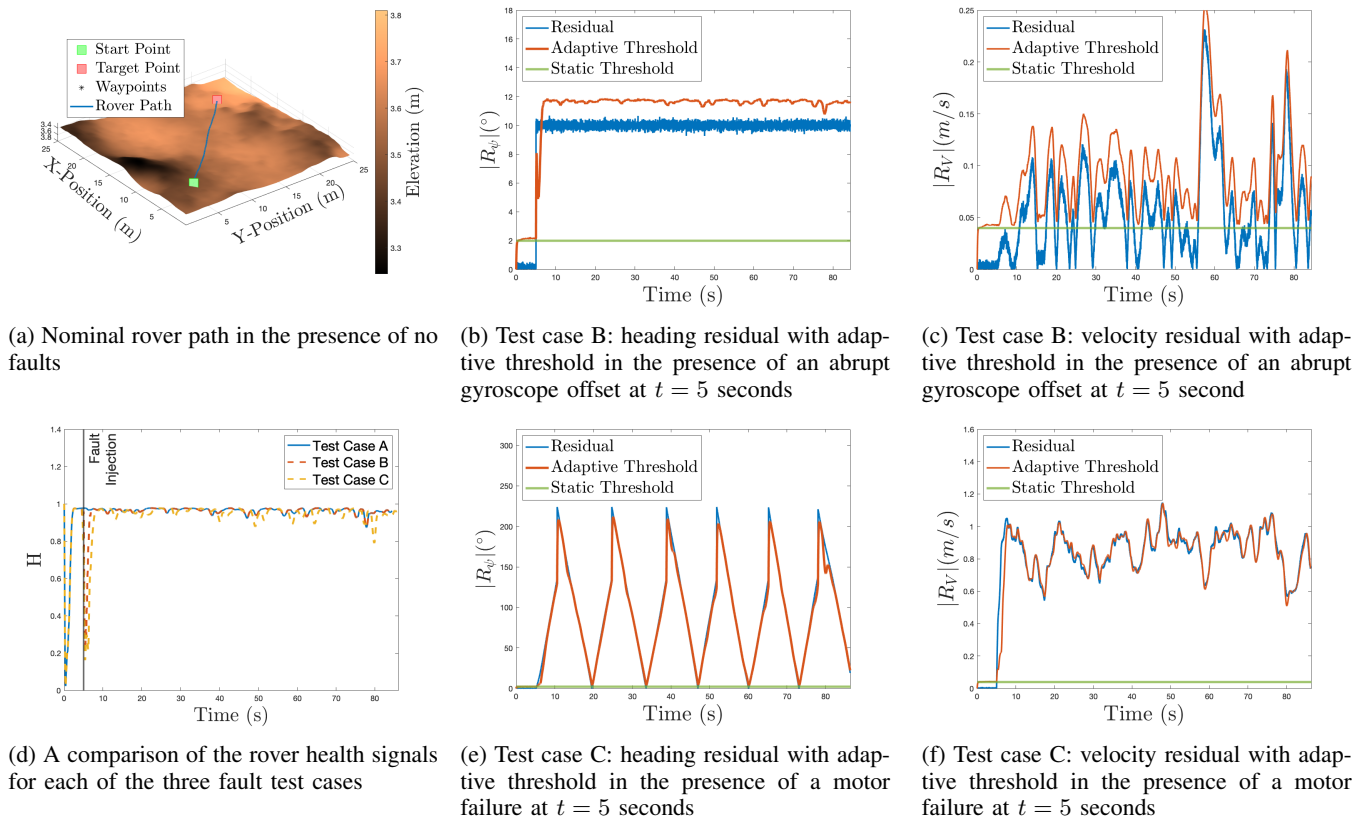 Start Point
Target Point
Waypoints
Rover Path
3.4
3.6
3.8
25
20
15
10
5
X-Position (m)
5
10
15
20
25
Y-Position (m)
3.8
3.7
3.6
3.5
3.4
3.3
Elevation (m)
(a) Nominal rover path in the presence of no
faults
Residual
Adaptive Threshold
Static Threshold
18
16
14
12
10
8
6
4
2
0
|R_ψ|(°)
0 10 20 30 40 50 60 70 80
Time (s)
(b) Test case B: heading residual with adap-
tive threshold in the presence of an abrupt
gyroscope offset at t = 5 seconds
Residual
Adaptive Threshold
Static Threshold
0.25
0.2
0.15
0.1
0.05
0
|R_V|(m/s)
0 10 20 30 40 50 60 70 80
Time (s)
(c) Test case B: velocity residual with adap-
tive threshold in the presence of an abrupt
gyroscope offset at t = 5 second
Fault
Injection
Test Case A
Test Case B
Test Case C
1.4
1.2
1
0.8
0.6
0.4
0.2
0
H
0 10 20 30 40 50 60 70 80
Time (s)
(d) A comparison of the rover health signals
for each of the three fault test cases
Residual
Adaptive Threshold
Static Threshold
300
250
200
150
100
50
0
|R_ψ|(°)
0 10 20 30 40 50 60 70 80
Time (s)
(e) Test case C: heading residual with adap-
tive threshold in the presence of a motor
failure at t = 5 seconds
Residual
Adaptive Threshold
Static Threshold
1.6
1.4
1.2
1
0.8
0.6
0.4
0.2
0
|R_V|(m/s)
0 10 20 30 40 50 60 70 80
Time (s)
(f) Test case C: velocity residual with adap-
tive threshold in the presence of a motor
failure at t = 5 seconds